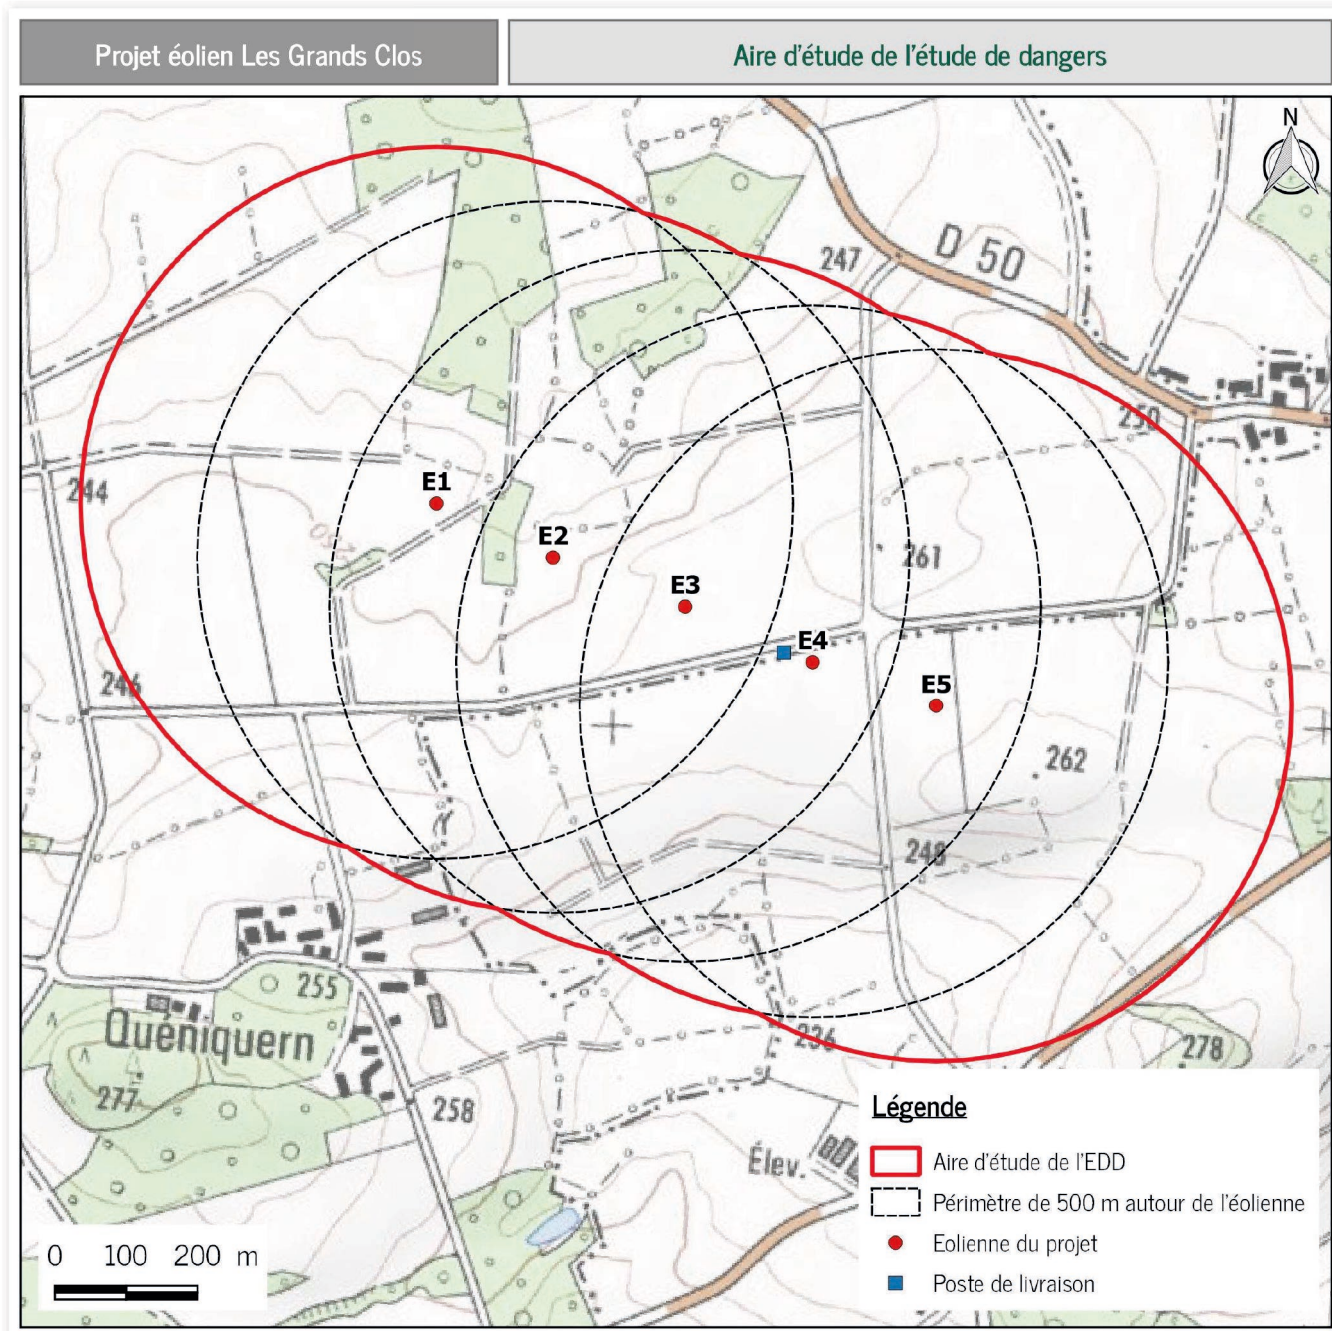 Projet éolien Les Grands Clos
Aire d'étude de l'étude de dangers
N
D 50
247
250
244
E1
250
E2
261
E3
E4
246
E5
262
248
255
Quéniquern
236
278
277
258
Élev.
Légende
Aire d'étude de l'EDD
Périmètre de 500 m autour de l'éolienne
Eolienne du projet
Poste de livraison
0 100 200 m